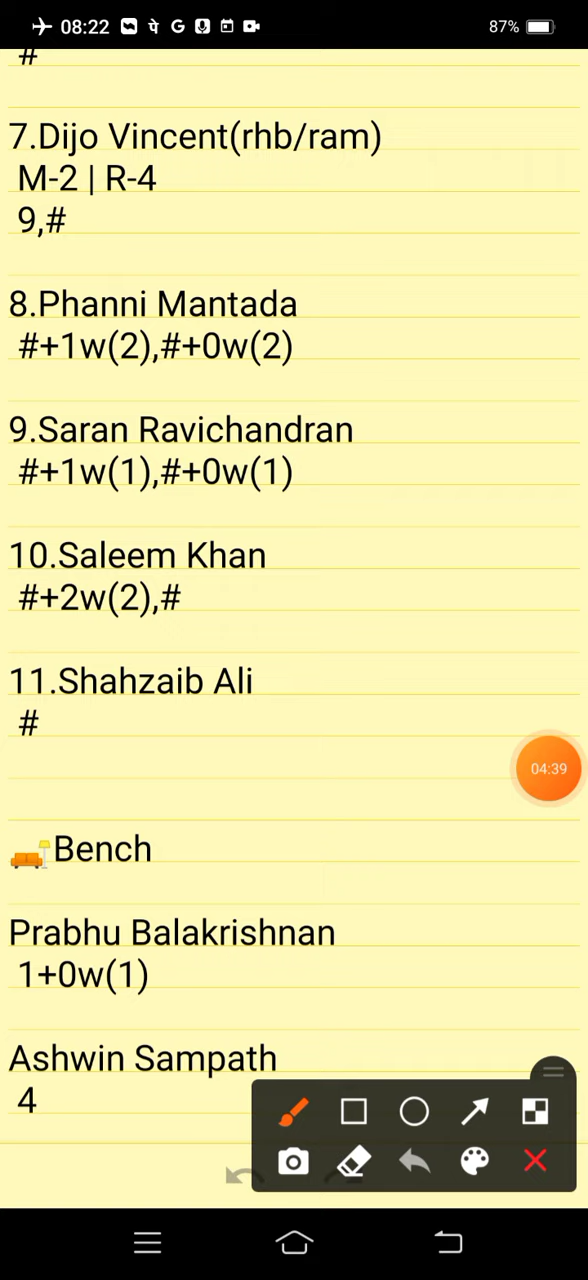 08:22 पे G 87%
#
7.Dijo Vincent(rhb/ram)
M-2 | R-4
9,#
8.Phanni Mantada
#+1w(2),#+0w(2)
9.Saran Ravichandran
#+1w(1),#+0w(1)
10.Saleem Khan
#+2w(2),#
11.Shahzaib Ali
#
04:39
Bench
Prabhu Balakrishnan
1+0w(1)
Ashwin Sampath
4